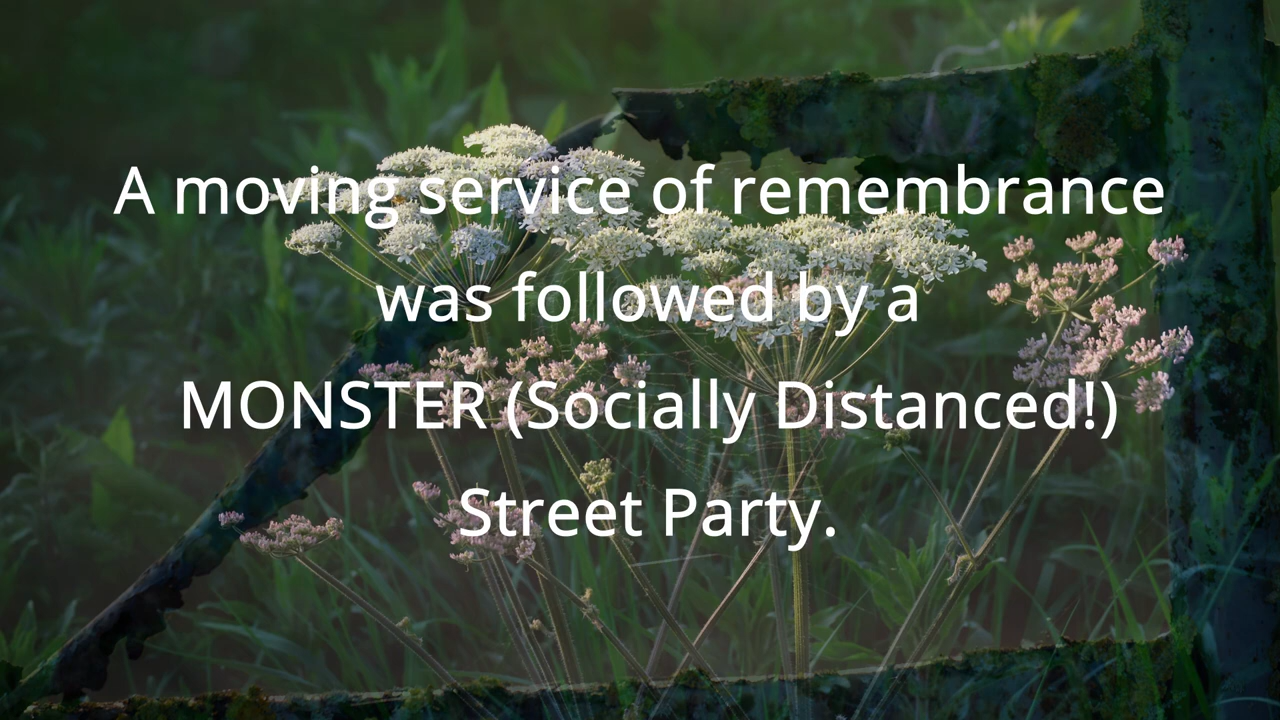 A moving service of remembrance
was followed by a
MONSTER (Socially Distanced!)
Street Party.